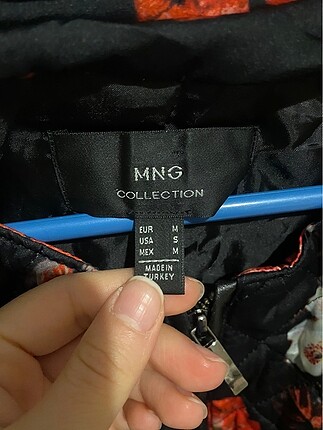 MNG
COLLECTION
EUR M
USA S
MEX M
MADE IN
TURKEY